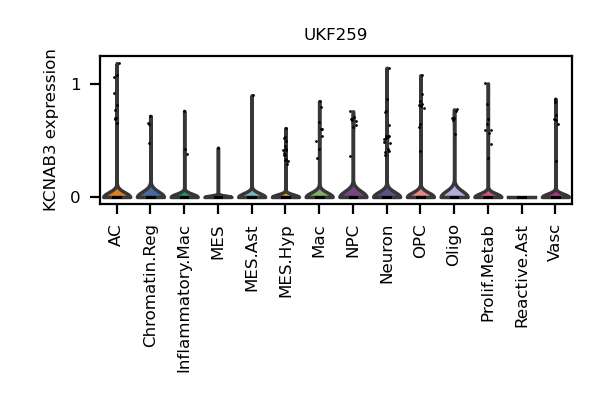 UKF259
KCNAB3 expression
1
0
AC
Chromatin.Reg
Inflammatory.Mac
MES
MES.Ast
MES.Hyp
Mac
NPC
Neuron
OPC
Oligo
Prolif.Metab
Reactive.Ast
Vasc